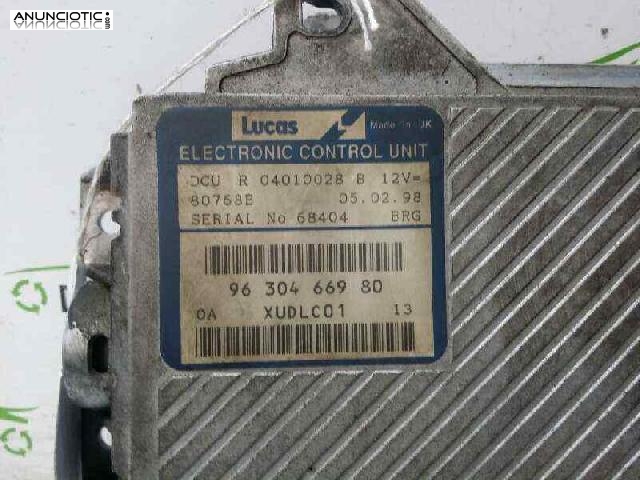 ANUNCIOTIC.com
Lucas Made in UK
ELECTRONIC CONTROL UNIT
DCU R 04010028 B 12V=
80768B 05.02.98
SERIAL No 68404 BRG
96 304 669 80
0A XUDLC01 13